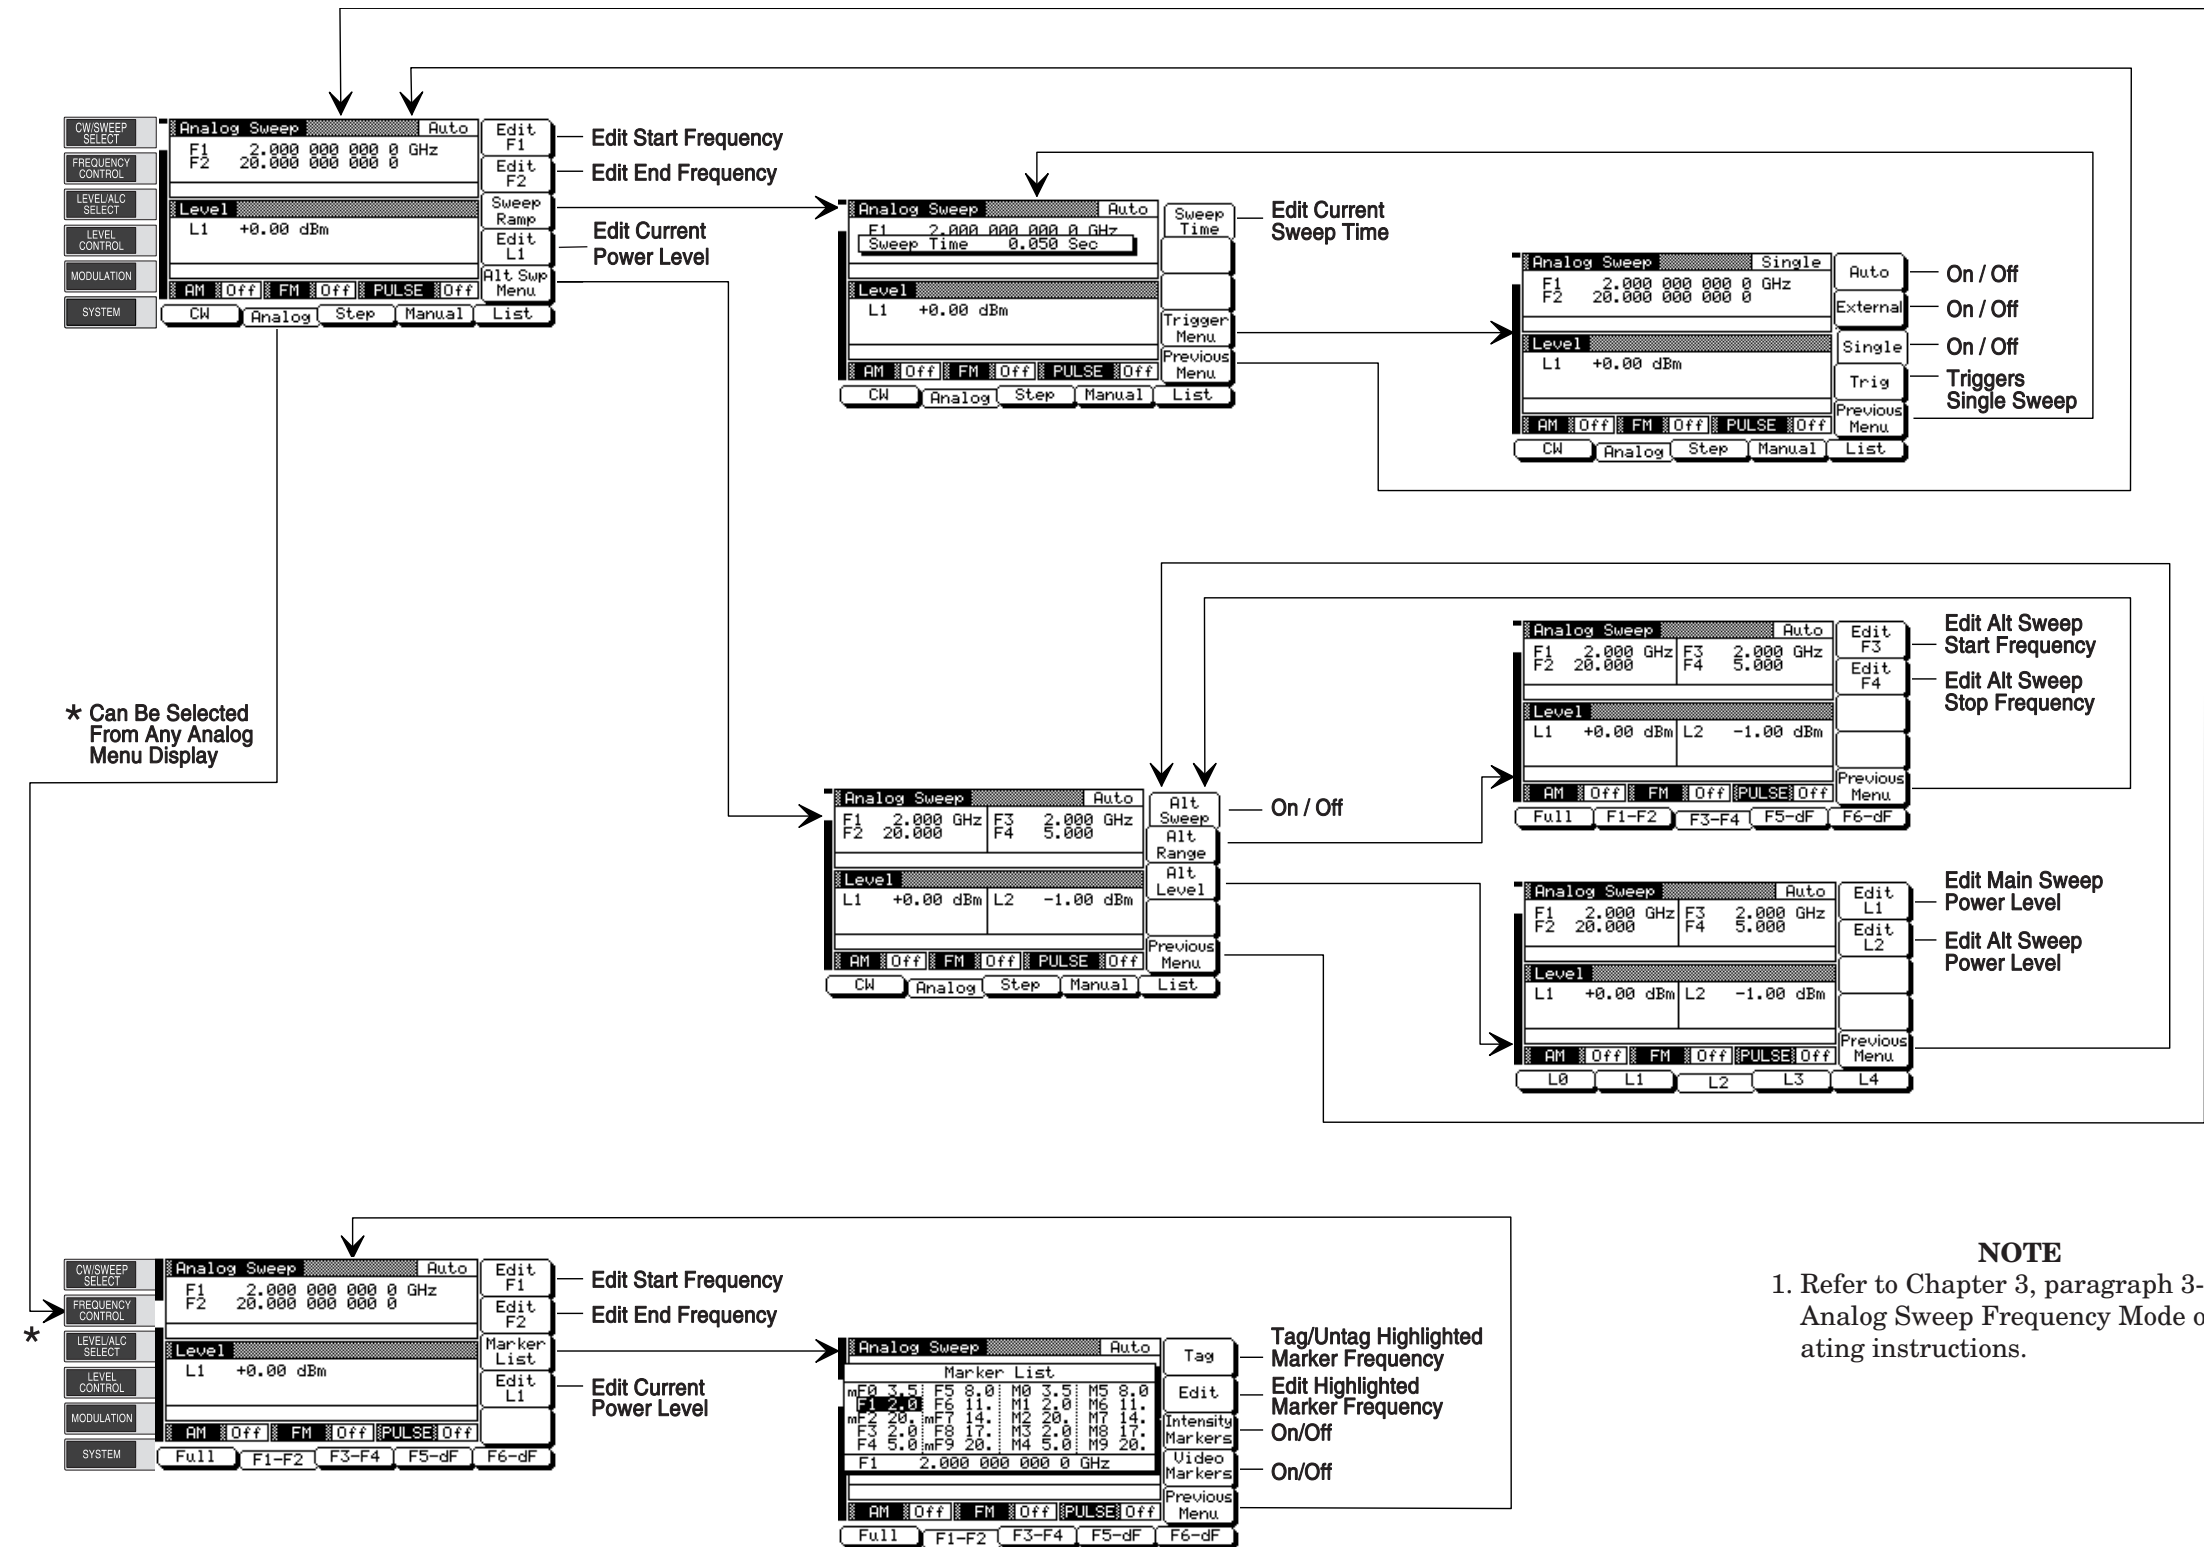 CW/SWEEP
SELECT
FREQUENCY
CONTROL
LEVEL/ALC
SELECT
LEVEL
CONTROL
MODULATION
SYSTEM
Analog Sweep Auto
F1 2.000 000 000 0 GHz
F2 20.000 000 000 0
Level
L1 +0.00 dBm
AM Off FM Off PULSE Off
CW Analog Step Manual List
Edit
F1
Edit
F2
Sweep
Ramp
Edit
L1
Alt Swp
Menu
Edit Start Frequency
Edit End Frequency
Edit Current
Power Level
Analog Sweep Auto
F1 2.000 000 000 0 GHz
Sweep Time 0.050 Sec
Level
L1 +0.00 dBm
AM Off FM Off PULSE Off
CW Analog Step Manual List
Sweep
Time
Trigger
Menu
Previous
Menu
Edit Current
Sweep Time
Analog Sweep Single
F1 2.000 000 000 0 GHz
F2 20.000 000 000 0
Level
L1 +0.00 dBm
AM Off FM Off PULSE Off
CW Analog Step Manual List
Auto
External
Single
Trig
Previous
Menu
On / Off
On / Off
On / Off
Triggers
Single Sweep
* Can Be Selected
From Any Analog
Menu Display
Analog Sweep Auto
F1 2.000 GHz F3 2.000 GHz
F2 20.000 F4 5.000
Level
L1 +0.00 dBm L2 -1.00 dBm
AM Off FM Off PULSE Off
CW Analog Step Manual List
Alt
Sweep
Alt
Range
Alt
Level
Previous
Menu
On / Off
Analog Sweep Auto
F1 2.000 GHz F3 2.000 GHz
F2 20.000 F4 5.000
Level
L1 +0.00 dBm L2 -1.00 dBm
AM Off FM Off PULSE Off
Full F1-F2 F3-F4 F5-dF F6-dF
Edit
F3
Edit
F4
Previous
Menu
Edit Alt Sweep
Start Frequency
Edit Alt Sweep
Stop Frequency
Analog Sweep Auto
F1 2.000 GHz F3 2.000 GHz
F2 20.000 F4 5.000
Level
L1 +0.00 dBm L2 -1.00 dBm
AM Off FM Off PULSE Off
L0 L1 L2 L3 L4
Edit
L1
Edit
L2
Previous
Menu
Edit Main Sweep
Power Level
Edit Alt Sweep
Power Level
CW/SWEEP
SELECT
FREQUENCY
CONTROL
*
LEVEL/ALC
SELECT
LEVEL
CONTROL
MODULATION
SYSTEM
Analog Sweep Auto
F1 2.000 000 000 0 GHz
F2 20.000 000 000 0
Level
L1 +0.00 dBm
AM Off FM Off PULSE Off
Full F1-F2 F3-F4 F5-dF F6-dF
Edit
F1
Edit
F2
Marker
List
Edit
L1
Edit Start Frequency
Edit End Frequency
Edit Current
Power Level
Analog Sweep Auto
Marker List
mF0 3.5 F5 8.0 M0 3.5 M5 8.0
F1 2.0 F6 11. M1 2.0 M6 11.
mF2 20. mF7 14. M2 20. M7 14.
F3 2.0 F8 17. M3 2.0 M8 17.
F4 5.0 mF9 20. M4 5.0 M9 20.
F1 2.000 000 000 0 GHz
AM Off FM Off PULSE Off
Full F1-F2 F3-F4 F5-dF F6-dF
Tag
Edit
Intensity
Markers
Video
Markers
Previous
Menu
Tag/Untag Highlighted
Marker Frequency
Edit Highlighted
Marker Frequency
On/Off
On/Off
NOTE
1. Refer to Chapter 3, paragraph 3-
Analog Sweep Frequency Mode o
ating instructions.